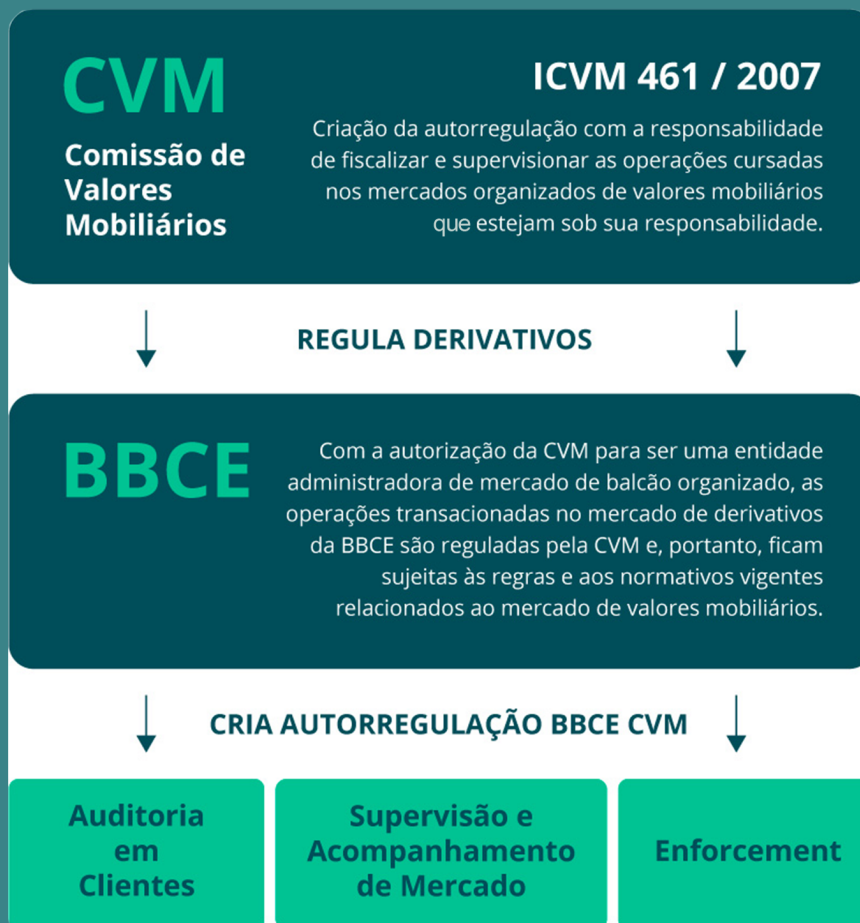 CVM
Comissão de
Valores
Mobiliários
ICVM 461 / 2007
Criação da autorregulação com a responsabilidade
de fiscalizar e supervisionar as operações cursadas
nos mercados organizados de valores mobiliários
que estejam sob sua responsabilidade.
REGULA DERIVATIVOS
BBCE
Com a autorização da CVM para ser uma entidade
administradora de mercado de balcão organizado, as
operações transacionadas no mercado de derivativos
da BBCE são reguladas pela CVM e, portanto, ficam
sujeitas às regras e aos normativos vigentes
relacionados ao mercado de valores mobiliários.
CRIA AUTORREGULAÇÃO BBCE CVM
Auditoria
em
Clientes
Supervisão e
Acompanhamento
de Mercado
Enforcement